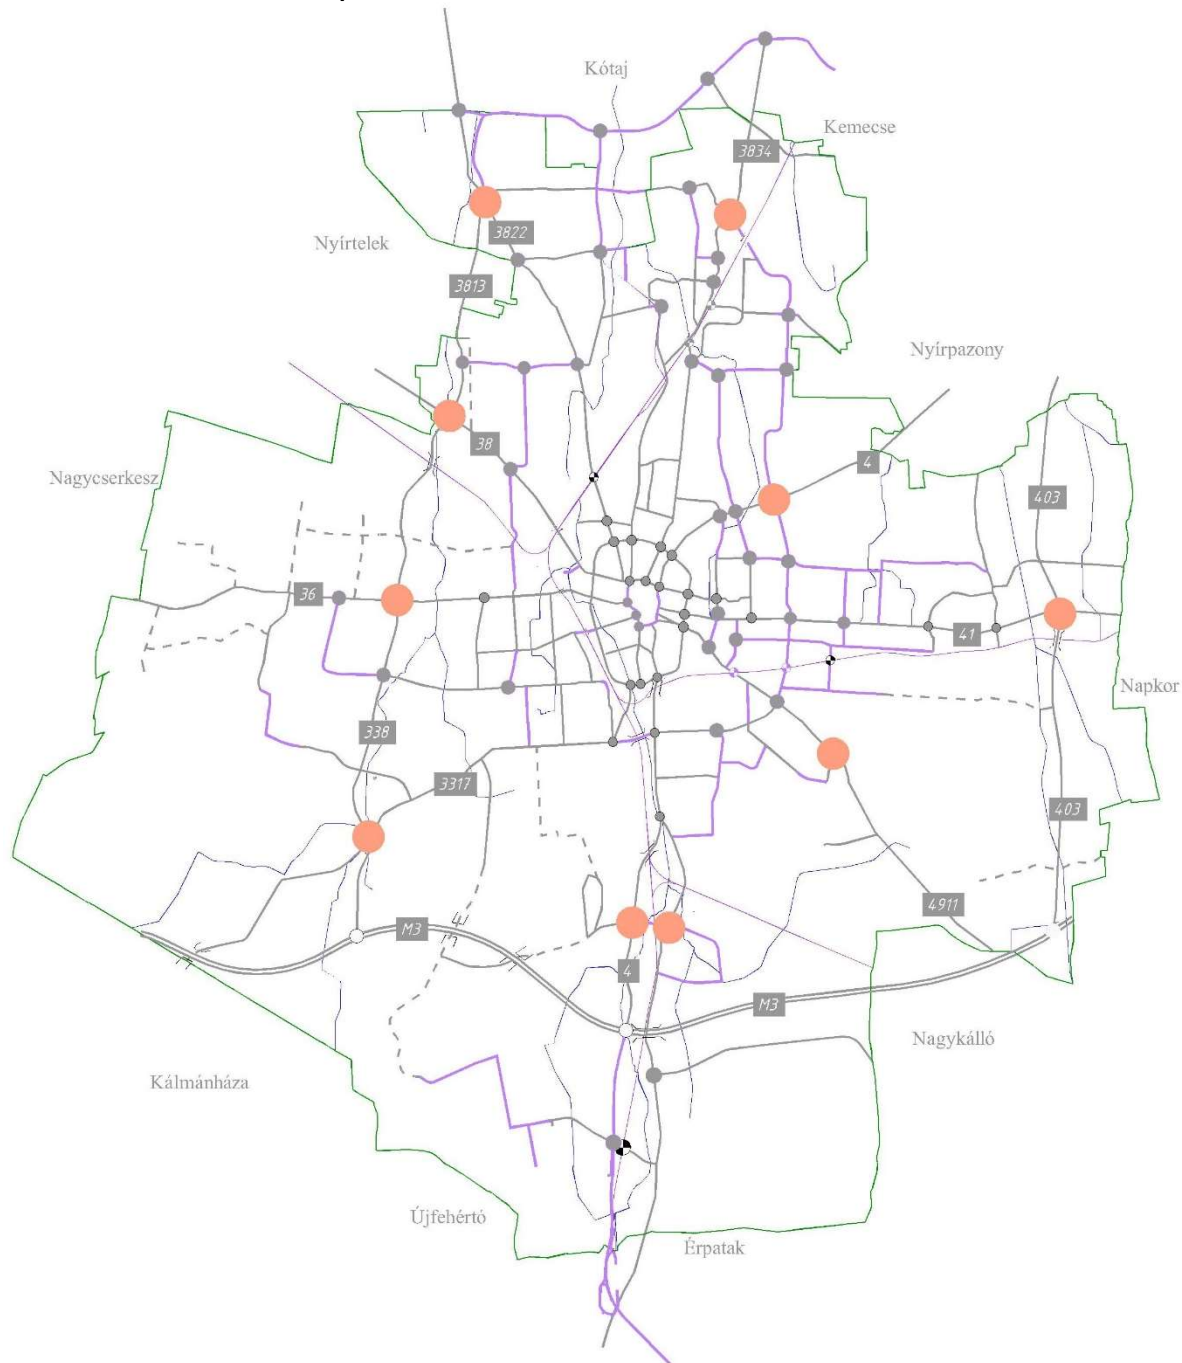 Kótaj
Kemecse
3834
3822
Nyírtelek
3813
Nyírpazony
38
4
Nagycserkesz
403
36
41
Napkor
338
3317
403
4911
M3
4
M3
Nagykálló
Kálmánháza
Újfehértó
Érpatak